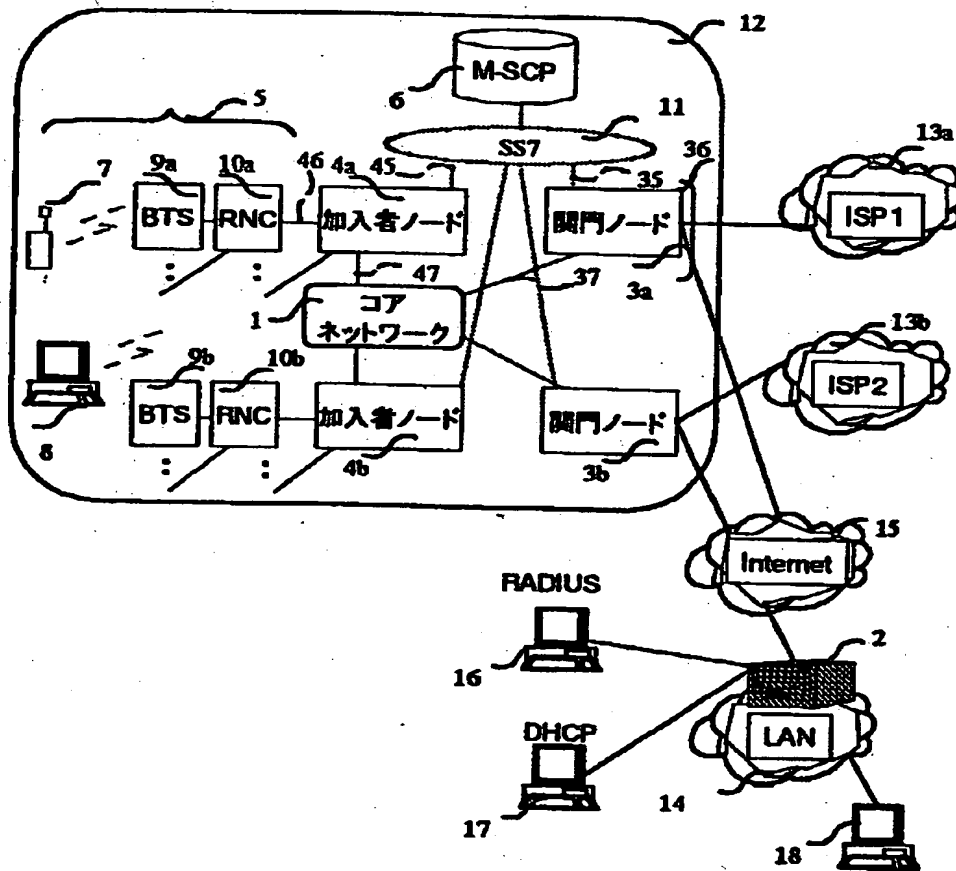 12
M-SCP
6
5
11
SS7
7
9a
10a
46
4a
45
35
36
13a
BTS
RNC
加入者ノード
関門ノード
ISP1
47
3a
37
1
コア
ネットワーク
13b
9b
10b
ISP2
BTS
RNC
加入者ノード
関門ノード
8
4b
3b
15
Internet
RADIUS
2
16
DHCP
LAN
14
17
18